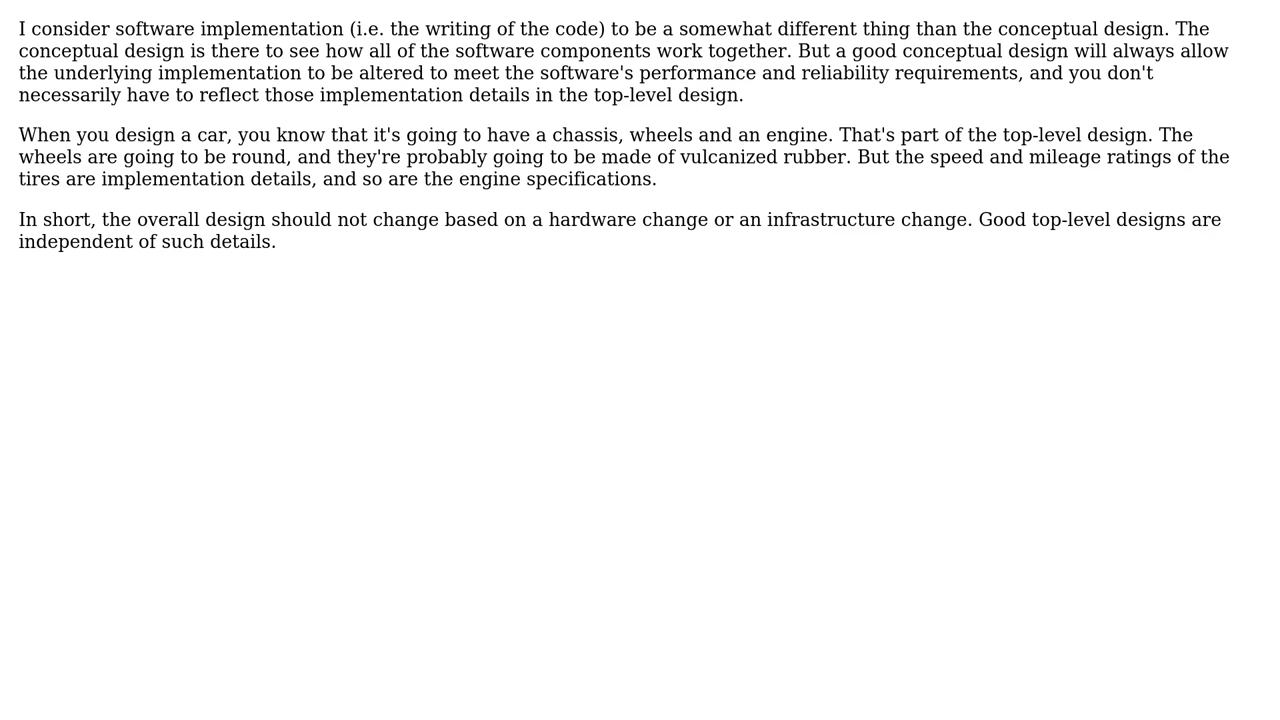 I consider software implementation (i.e. the writing of the code) to be a somewhat different thing than the conceptual design. The
conceptual design is there to see how all of the software components work together. But a good conceptual design will always allow
the underlying implementation to be altered to meet the software's performance and reliability requirements, and you don't
necessarily have to reflect those implementation details in the top-level design.
When you design a car, you know that it's going to have a chassis, wheels and an engine. That's part of the top-level design. The
wheels are going to be round, and they're probably going to be made of vulcanized rubber. But the speed and mileage ratings of the
tires are implementation details, and so are the engine specifications.
In short, the overall design should not change based on a hardware change or an infrastructure change. Good top-level designs are
independent of such details.